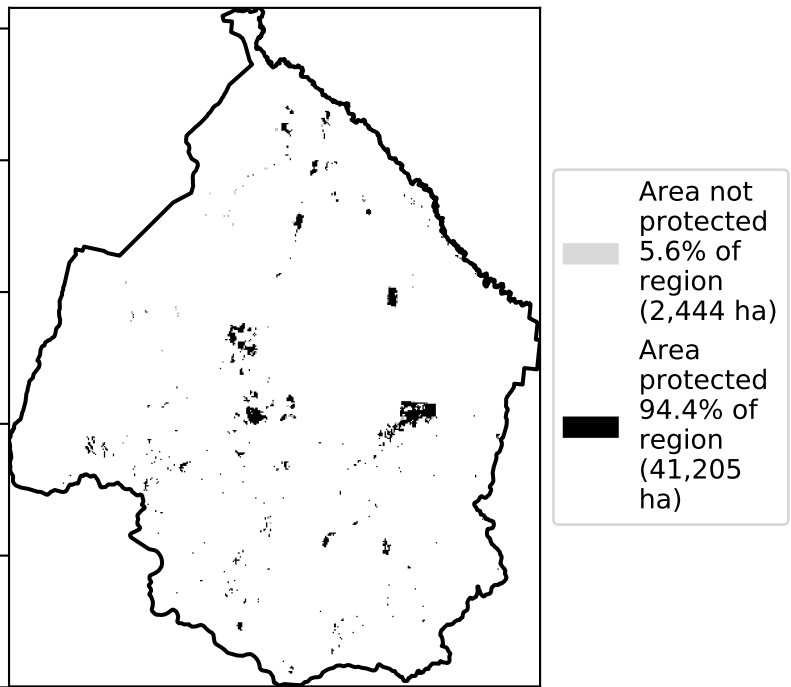 Area not
protected
5.6% of
region
(2,444 ha)
Area
protected
94.4% of
region
(41,205
ha)